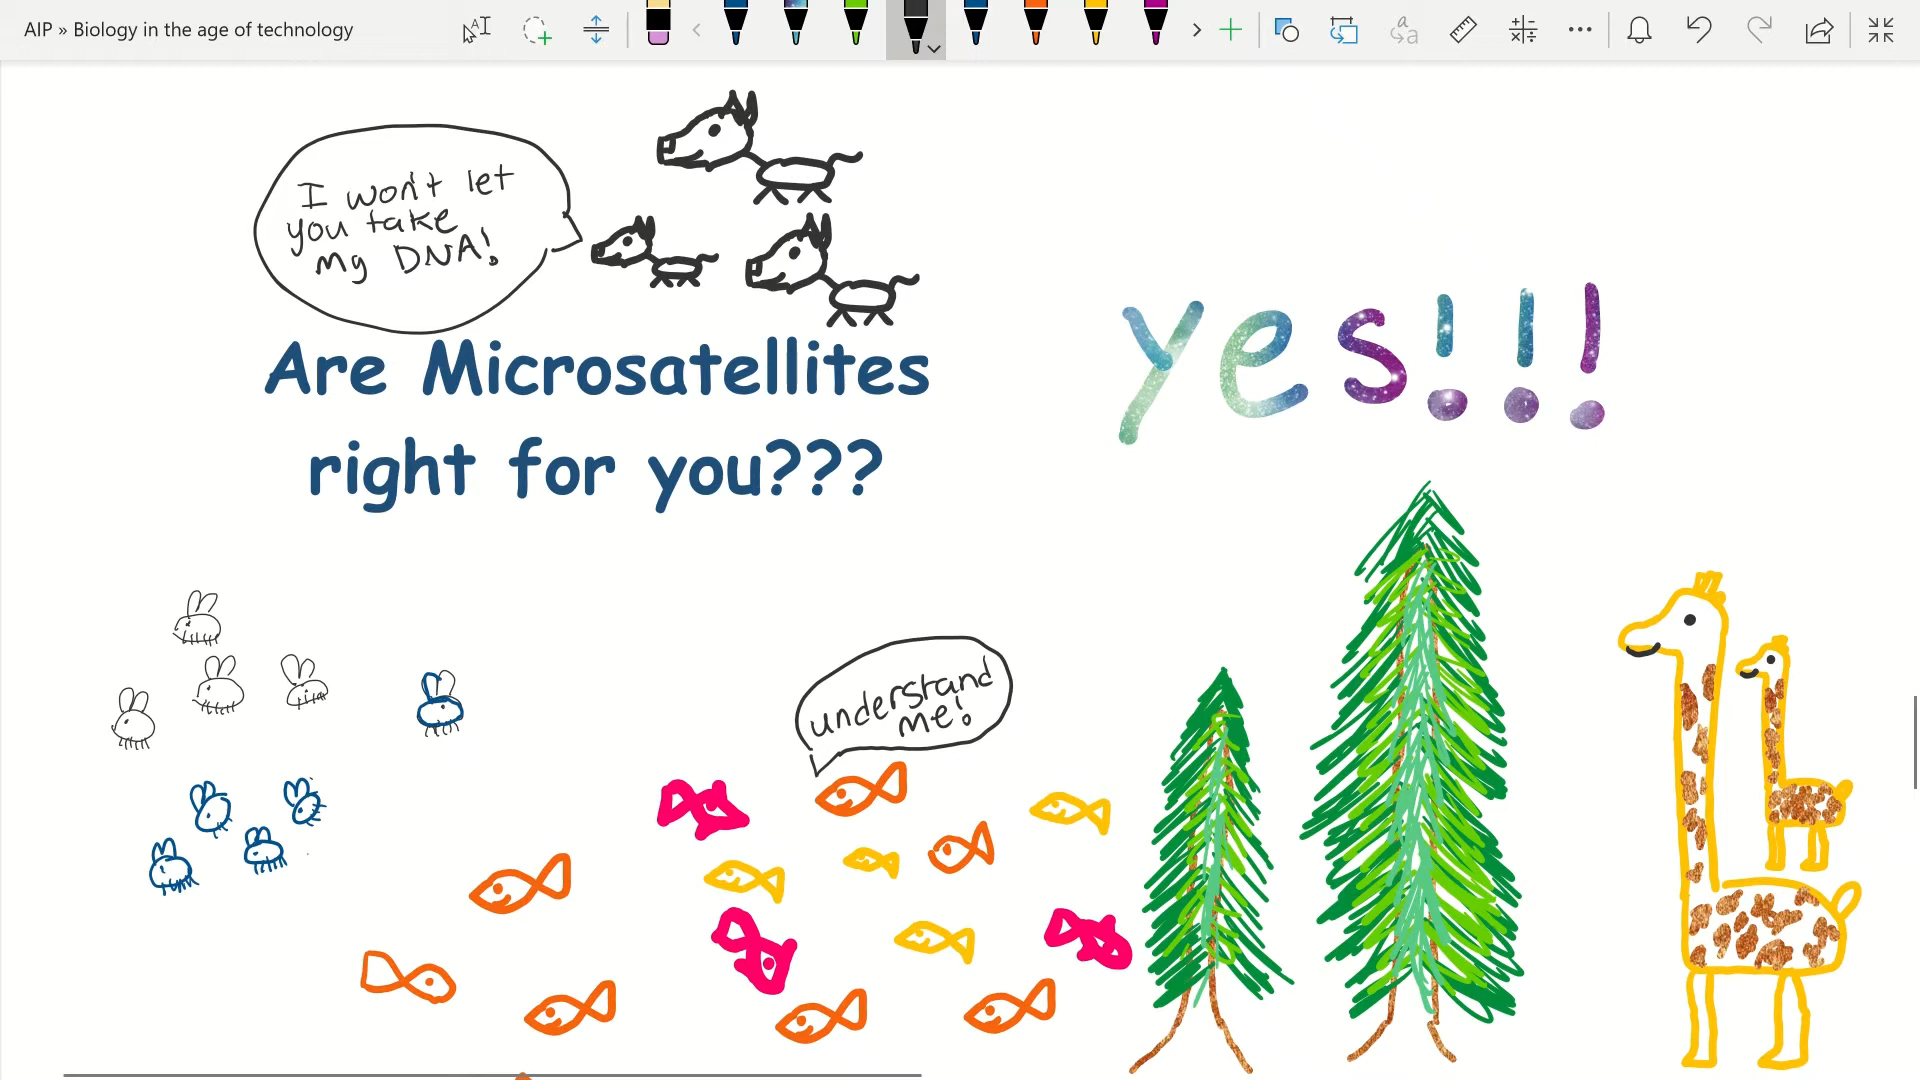 AIP » Biology in the age of technology
I won't let
you take
my DNA!
Are Microsatellites
right for you???
yes!!!
understand
me!